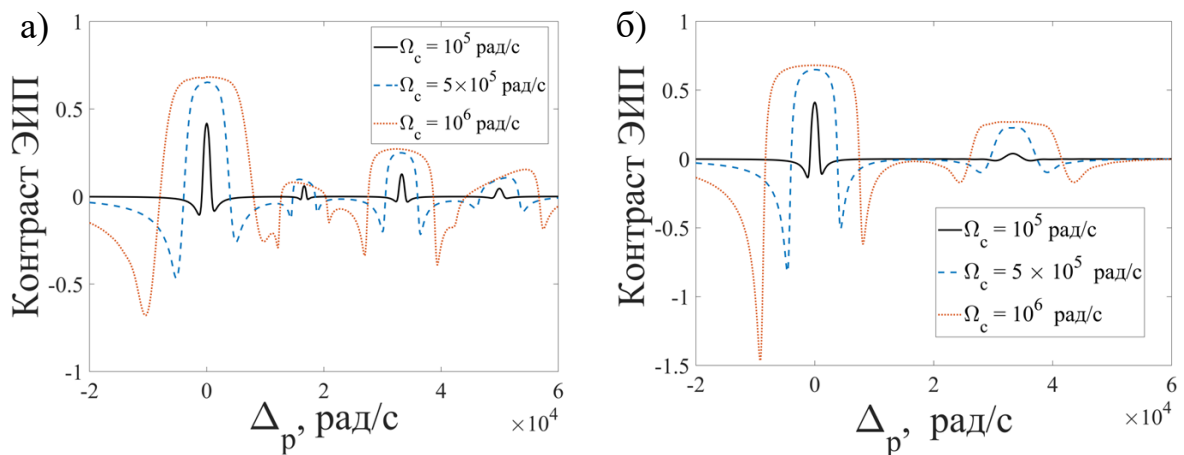 а)
Контраст ЭИП
1
0.5
0
-0.5
-1
Ω_c = 10^5 рад/с
Ω_c = 5×10^5 рад/с
Ω_c = 10^6 рад/с
-2 0 2 4 6
×10^4
Δ_p, рад/с
б)
Контраст ЭИП
1
0.5
0
-0.5
-1
-1.5
Ω_c = 10^5 рад/с
Ω_c = 5 × 10^5 рад/с
Ω_c = 10^6 рад/с
-2 0 2 4 6
×10^4
Δ_p, рад/с